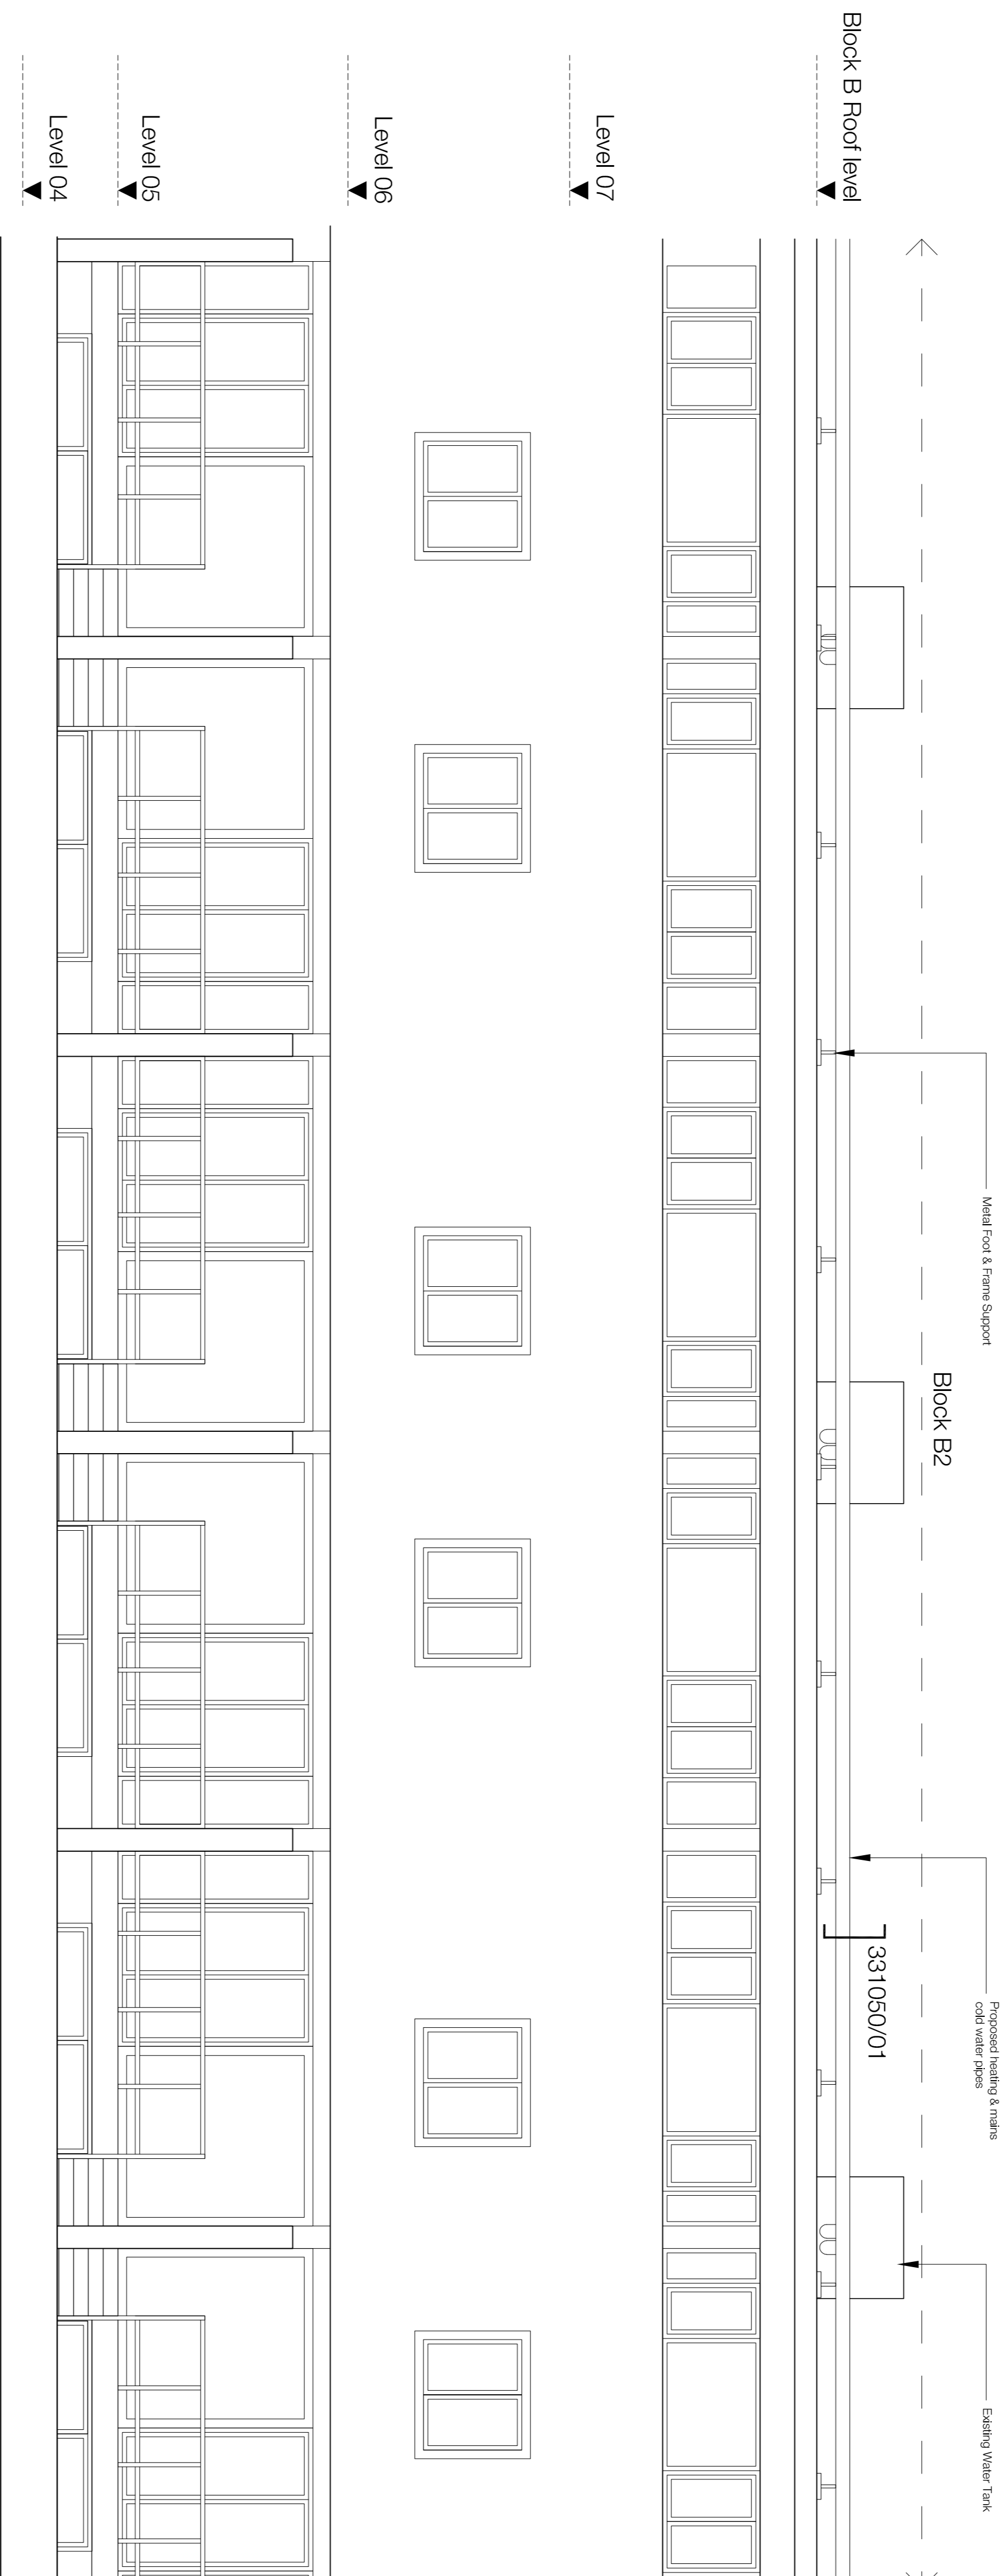 Metal Foot & Frame Support
Proposed heating & mains
cold water pipes
Existing Water Tank
Block B2
331050/01
Block B Roof level
Level 07
Level 06
Level 05
Level 04